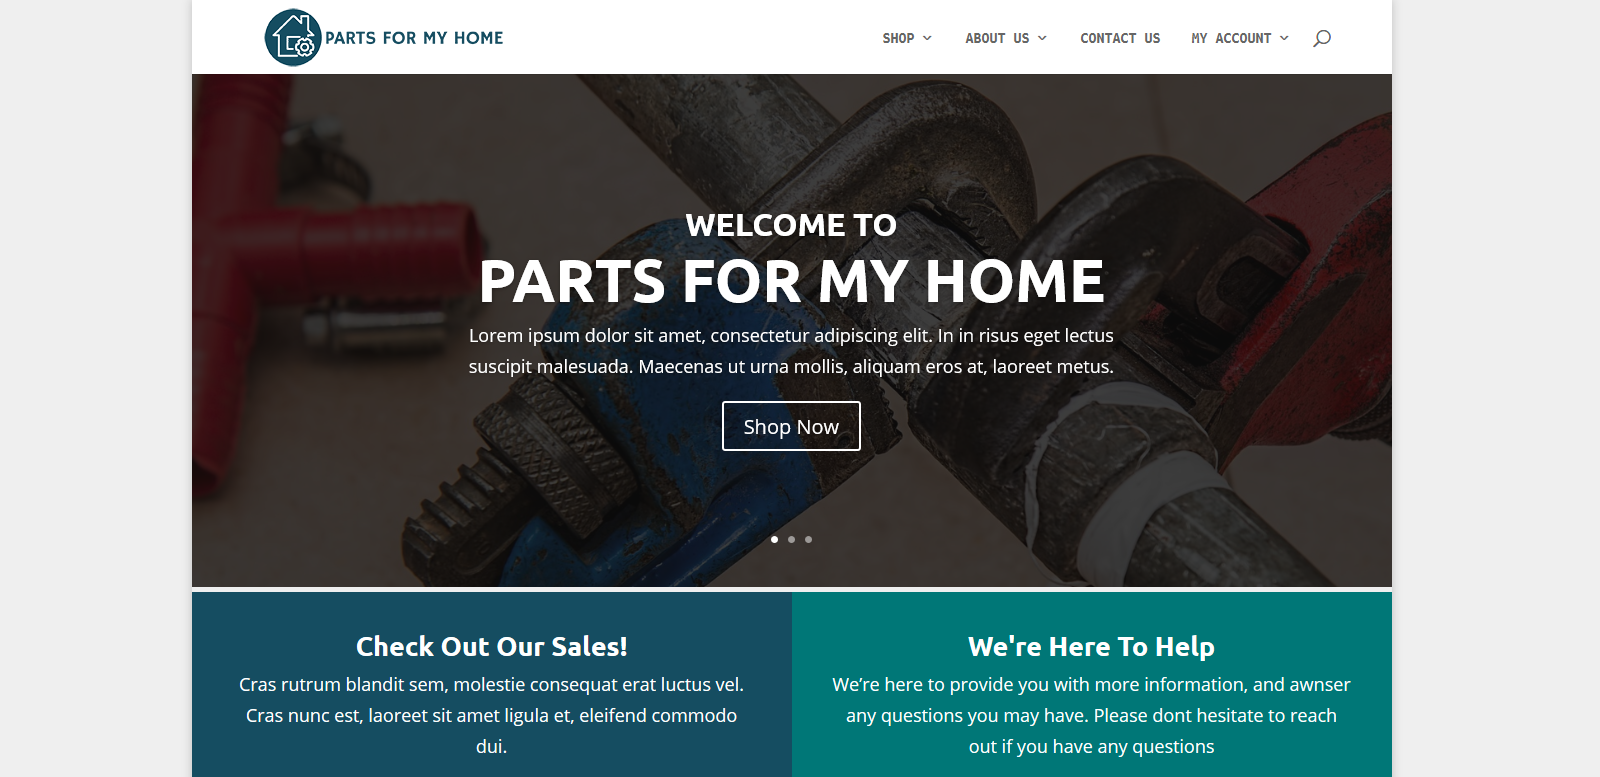 PARTS FOR MY HOME
SHOP ABOUT US CONTACT US MY ACCOUNT
WELCOME TO
PARTS FOR MY HOME
Lorem ipsum dolor sit amet, consectetur adipiscing elit. In in risus eget lectus
suscipit malesuada. Maecenas ut urna mollis, aliquam eros at, laoreet metus.
Shop Now
Check Out Our Sales!
Cras rutrum blandit sem, molestie consequat erat luctus vel.
Cras nunc est, laoreet sit amet ligula et, eleifend commodo
dui.
We're Here To Help
We’re here to provide you with more information, and awnser
any questions you may have. Please dont hesitate to reach
out if you have any questions